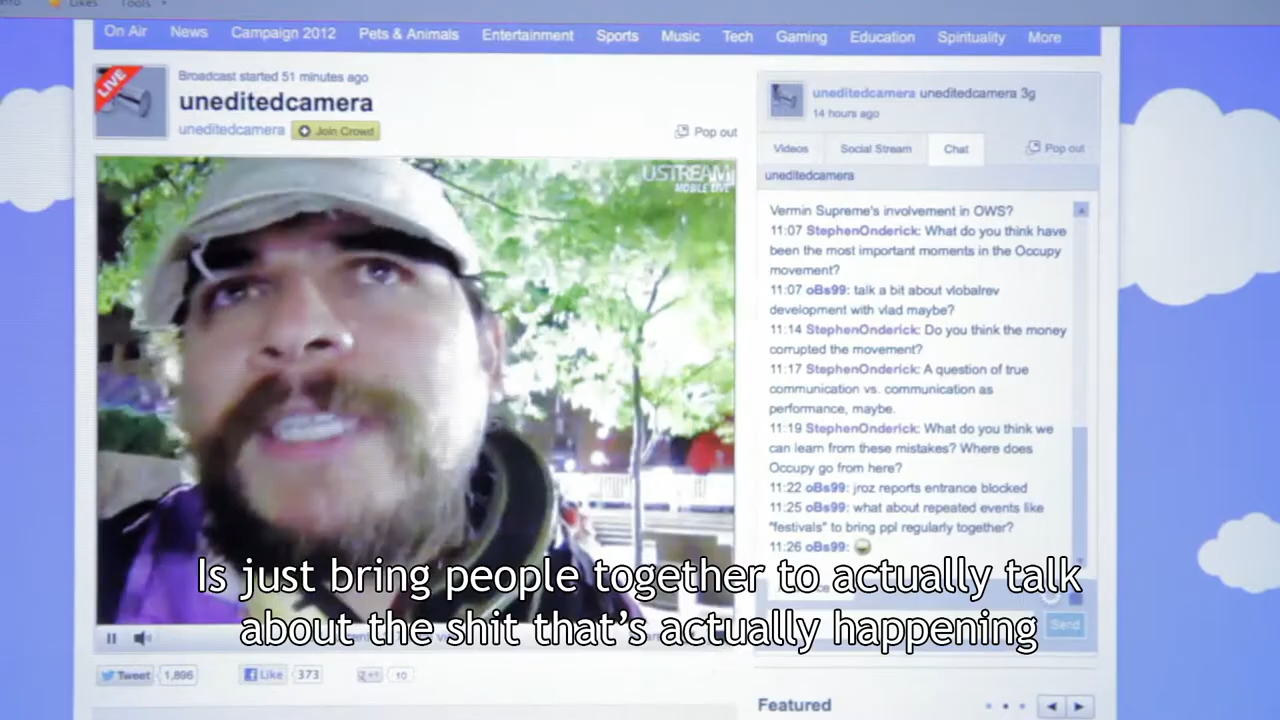 Likes Tools
On Air News Campaign 2012 Pets & Animals Entertainment Sports Music Tech Gaming Education Spirituality More
LIVE
Broadcast started 51 minutes ago
uneditedcamera
uneditedcamera Join Crowd
Pop out
USTREAM
MOBILE LIVE
uneditedcamera uneditedcamera 3g
14 hours ago
Videos Social Stream Chat Pop out
uneditedcamera
Vermin Supreme's involvement in OWS?
11:07 StephenOnderick: What do you think have
been the most important moments in the Occupy
movement?
11:07 oBs99: talk a bit about vlobalrev
development with vlad maybe?
11:14 StephenOnderick: Do you think the money
corrupted the movement?
11:17 StephenOnderick: A question of true
communication vs. communication as
performance, maybe.
11:19 StephenOnderick: What do you think we
can learn from these mistakes? Where does
Occupy go from here?
11:22 oBs99: jroz reports entrance blocked
11:25 oBs99: what about repeated events like
"festivals" to bring ppl regularly together?
11:26 oBs99:
Send
Is just bring people together to actually talk
about the shit that's actually happening
Tweet 1,896 Like 373 +1 10
Featured